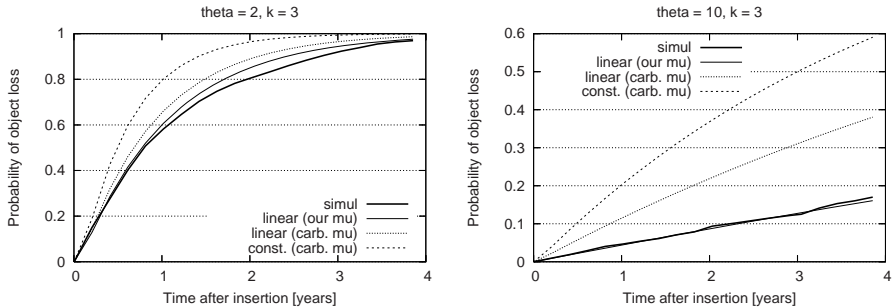 theta = 2, k = 3
Probability of object loss
1
0.8
0.6
0.4
0.2
0
0
1
2
3
4
Time after insertion [years]
simul
linear (our mu)
linear (carb. mu)
const. (carb. mu)
theta = 10, k = 3
Probability of object loss
0.6
0.5
0.4
0.3
0.2
0.1
0
0
1
2
3
4
Time after insertion [years]
simul
linear (our mu)
linear (carb. mu)
const. (carb. mu)